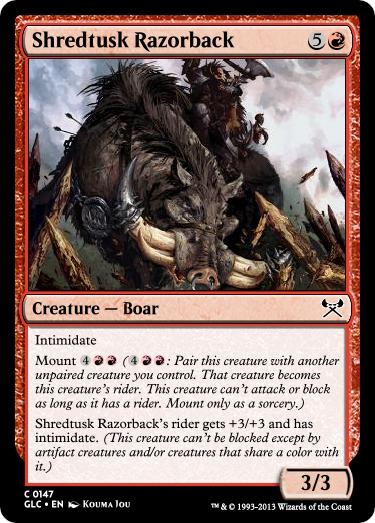 Shredtusk Razorback 5
Creature — Boar
Intimidate
Mount 4 (4: Pair this creature with another
unpaired creature you control. That creature becomes
this creature's rider. This creature can't attack or block
as long as it has a rider. Mount only as a sorcery.)
Shredtusk Razorback's rider gets +3/+3 and has
intimidate. (This creature can't be blocked except by
artifact creatures and/or creatures that share a color with
it.)
3/3
C 0147
GLC • EN Kouma Iou
™ & © 1993-2013 Wizards of the Coast